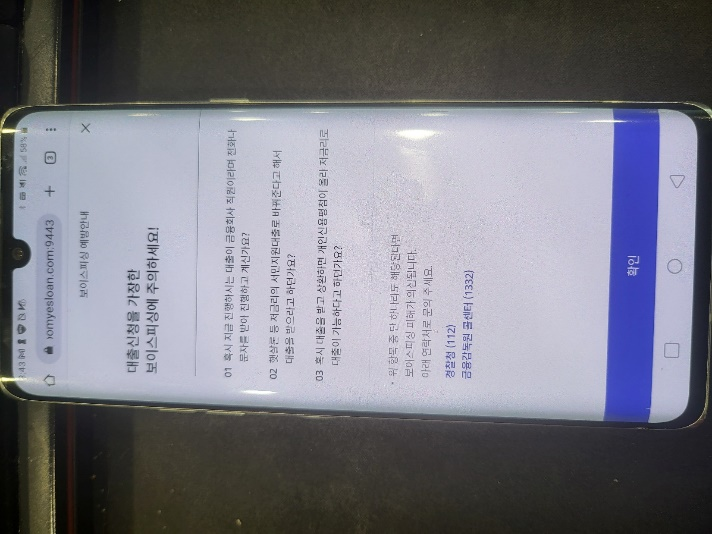 :43
58%
omyesloan.com:9443
3
보이스피싱 예방안내
대출신청을 가장한
보이스피싱에 주의하세요!
01 혹시 지금 진행하시는 대출이 금융회사 직원이라며 전화나
문자를 받아 진행하고 계신가요?
02 햇살론 등 저금리의 서민지원대출로 바꿔준다고 해서
대출을 받으라고 하던가요?
03 혹시 대출을 받고 상환하면 개인신용평점이 올라 저금리로
대출이 가능하다고 하던가요?
* 위 항목 중 단 하나라도 해당된다면
보이스피싱 피해가 의심됩니다.
아래 연락처로 문의 주세요.
경찰청 (112)
금융감독원 콜센터 (1332)
확인